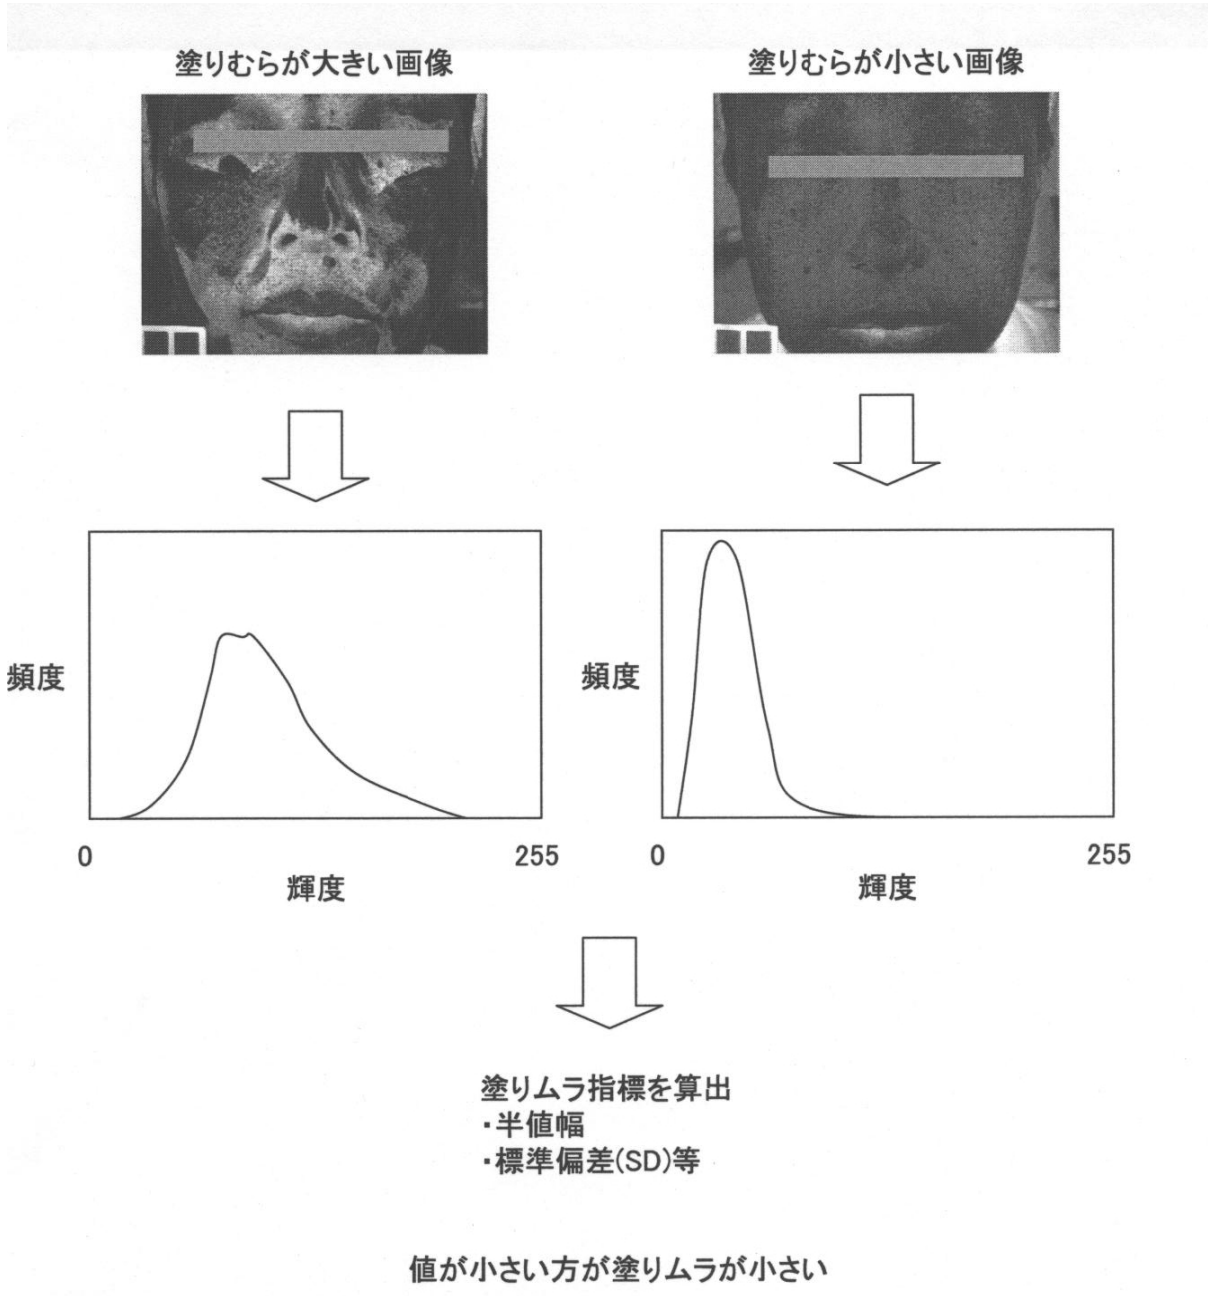 塗りむらが大きい画像
塗りむらが小さい画像
頻度
0
255
輝度
頻度
0
255
輝度
塗りムラ指標を算出
・半値幅
・標準偏差(SD)等
値が小さい方が塗りムラが小さい